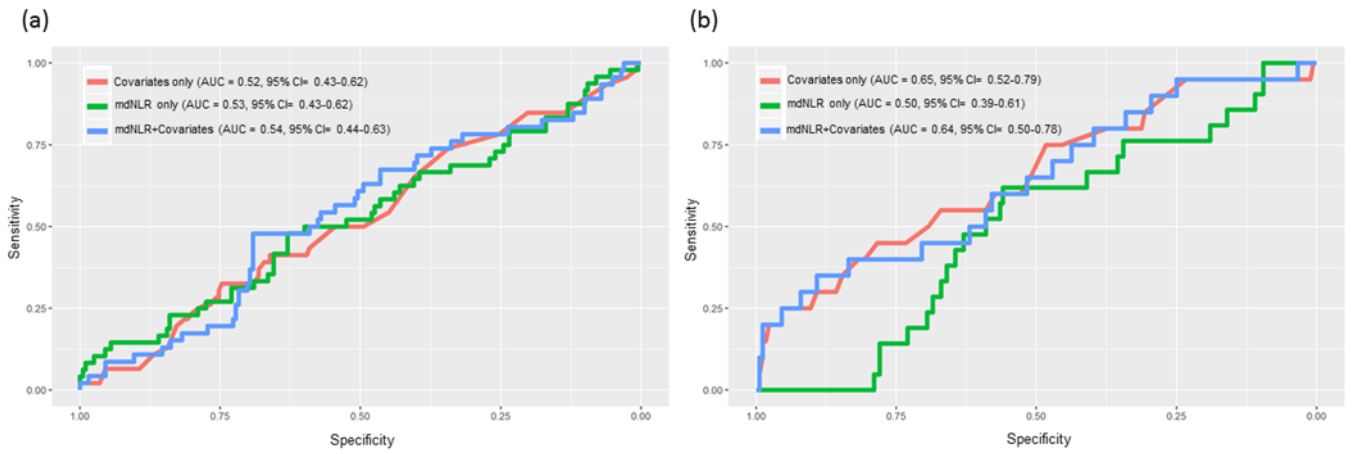 (a)
Covariates only (AUC = 0.52, 95% CI= 0.43-0.62)
mdNLR only (AUC = 0.53, 95% CI= 0.43-0.62)
mdNLR+Covariates (AUC = 0.54, 95% CI= 0.44-0.63)
Sensitivity
1.00
0.75
0.50
0.25
0.00
1.00 0.75 0.50 0.25 0.00
Specificity
(b)
Covariates only (AUC = 0.65, 95% CI= 0.52-0.79)
mdNLR only (AUC = 0.50, 95% CI= 0.39-0.61)
mdNLR+Covariates (AUC = 0.64, 95% CI= 0.50-0.78)
Sensitivity
1.00
0.75
0.50
0.25
0.00
1.00 0.75 0.50 0.25 0.00
Specificity